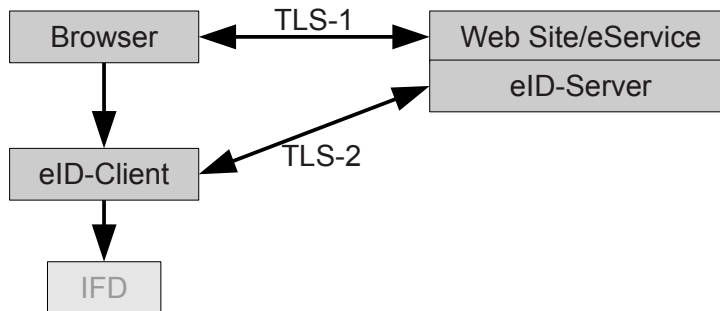 Browser
TLS-1
Web Site/eService
eID-Server
eID-Client
TLS-2
IFD